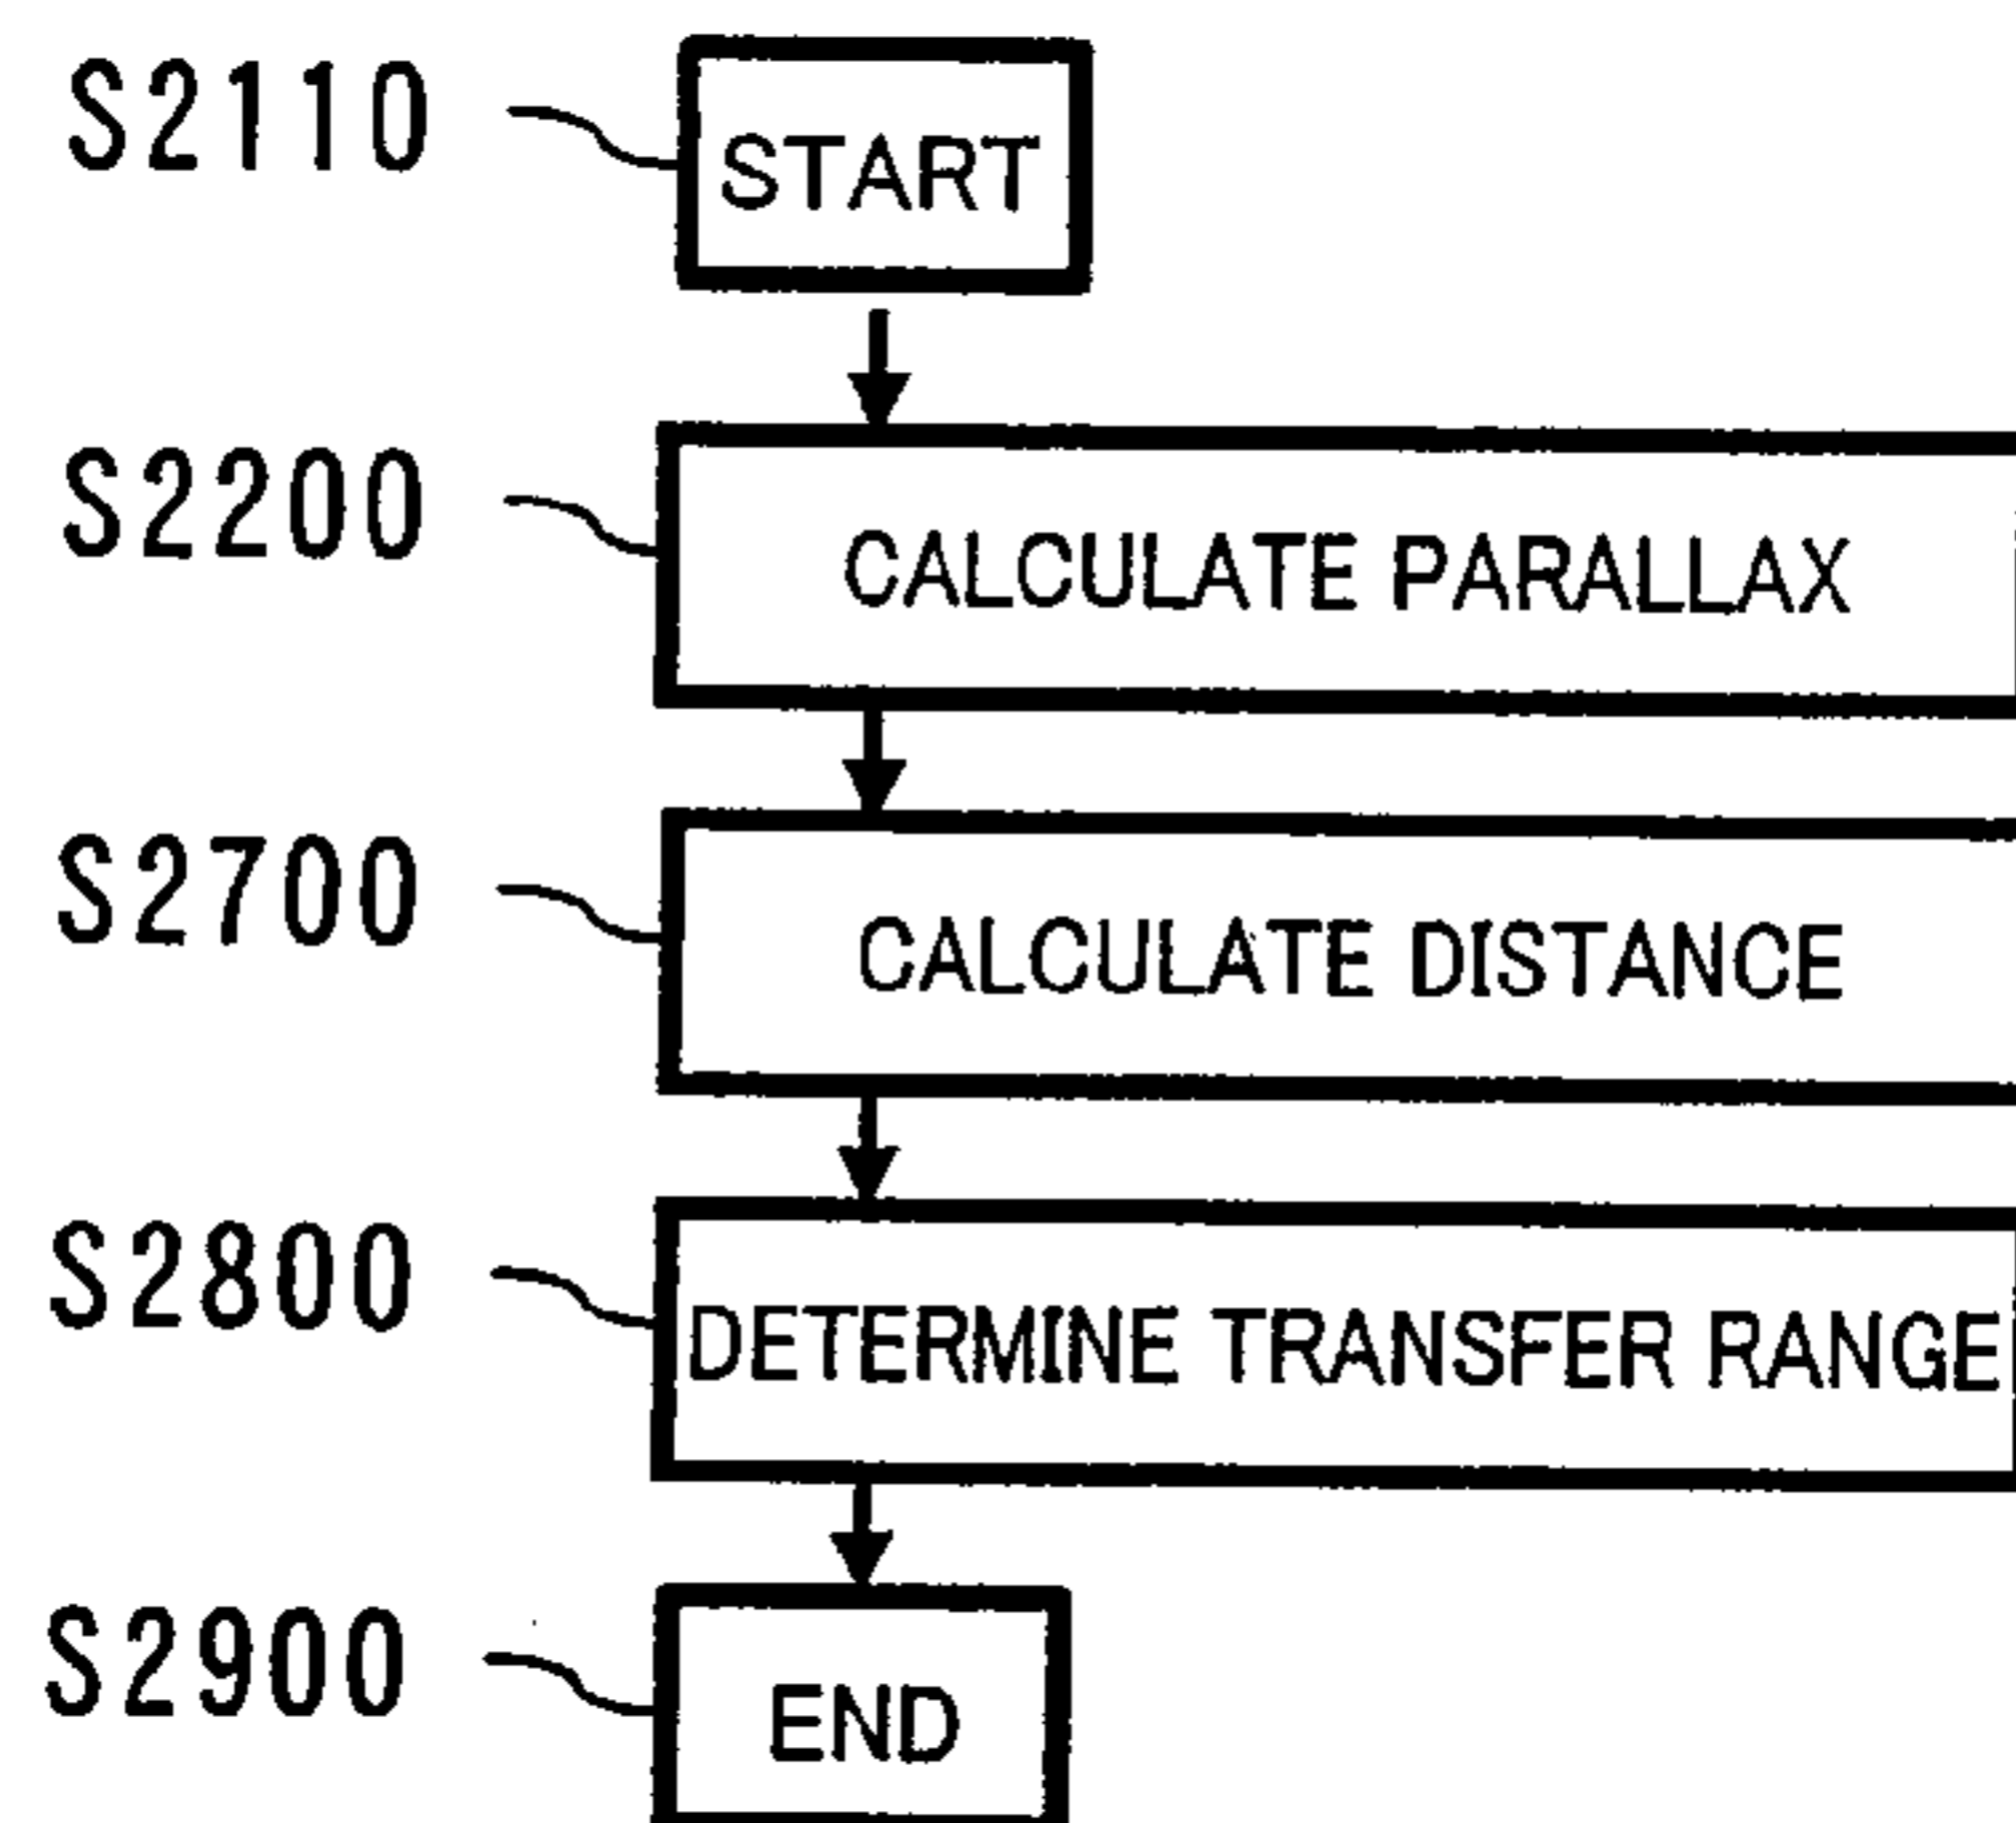 S2110
START
S2200
CALCULATE PARALLAX
S2700
CALCULATE DISTANCE
S2800
DETERMINE TRANSFER RANGE
S2900
END